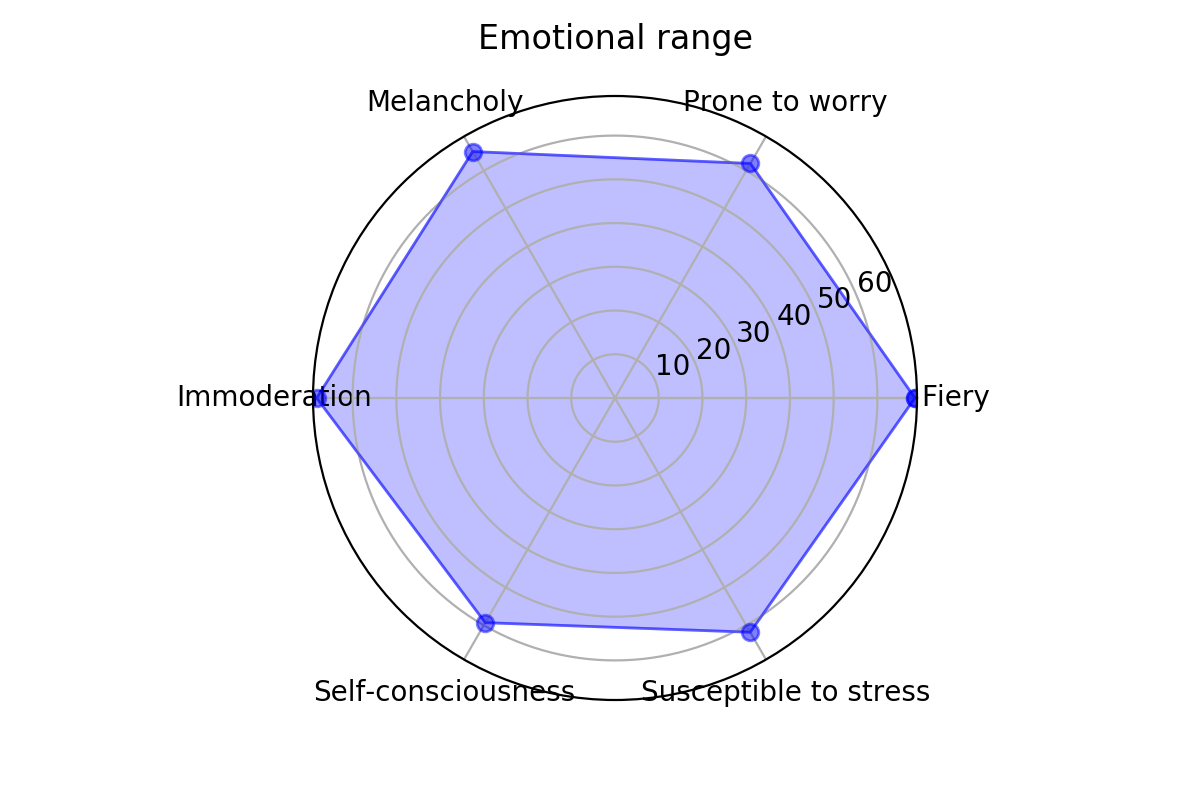 Emotional range
Melancholy
Prone to worry
60
50
40
30
20
10
Immoderation
Fiery
Self-consciousness
Susceptible to stress